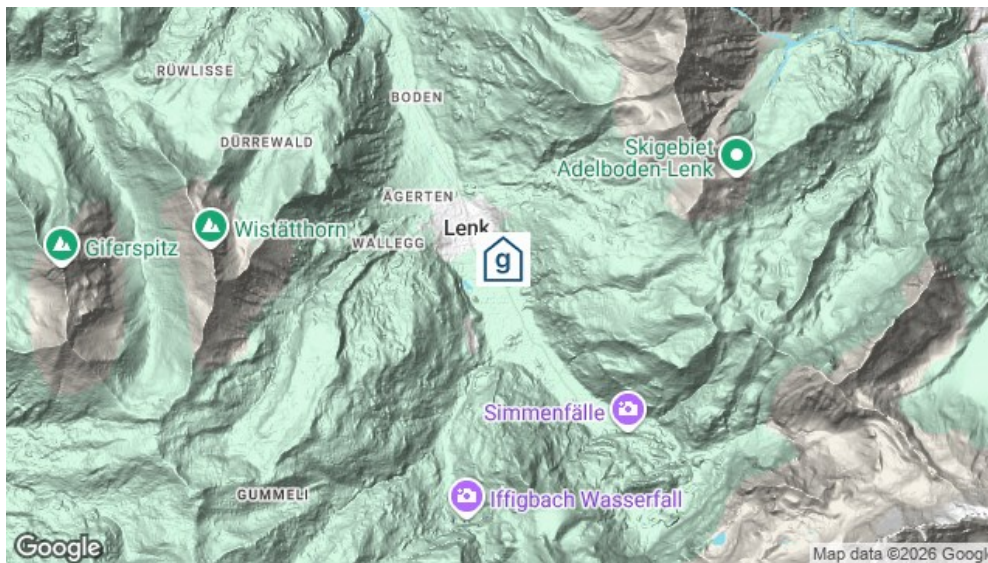 RÜWLISSE
BODEN
DÜRREWALD
Skigebiet
Adelboden-Lenk
ÄGERTEN
Lenk
Wistätthorn
WALLEGG
Giferspitz
g
Simmenfälle
Iffigbach Wasserfall
GUMMELI
Google
Map data ©2026 Google